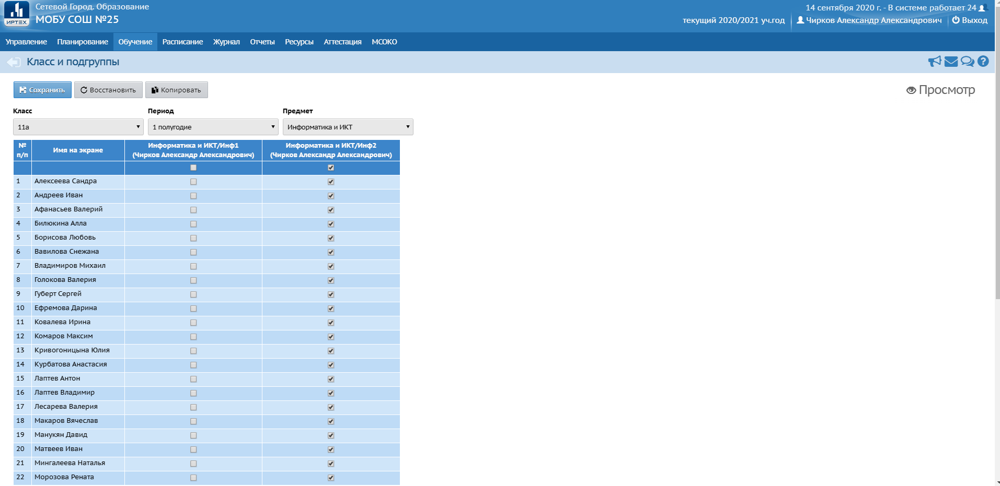 Сетевой Город. Образование
МОБУ СОШ №25
ИРТЕХ
14 сентября 2020 г. - В системе работает 24
текущий 2020/2021 уч.год
Чирков Александр Александрович
Выход
Управление Планирование Обучение Расписание Журнал Отчеты Ресурсы Аттестация МСОКО
Класс и подгруппы
Сохранить Восстановить Копировать
Просмотр
Класс Период Предмет
11а 1 полугодие Информатика и ИКТ
№ п/п Имя на экране Информатика и ИКТ/Инф1 (Чирков Александр Александрович) Информатика и ИКТ/Инф2 (Чирков Александр Александрович)
1 Алексеева Сандра
2 Андреев Иван
3 Афанасьев Валерий
4 Билюкина Алла
5 Борисова Любовь
6 Вавилова Снежана
7 Владимиров Михаил
8 Голокова Валерия
9 Губерт Сергей
10 Ефремова Дарина
11 Ковалева Ирина
12 Комаров Максим
13 Кривогоницына Юлия
14 Курбатова Анастасия
15 Лаптев Антон
16 Лаптев Владимир
17 Лесарева Валерия
18 Макаров Вячеслав
19 Манукян Давид
20 Матвеев Иван
21 Мингалеева Наталья
22 Морозова Рената